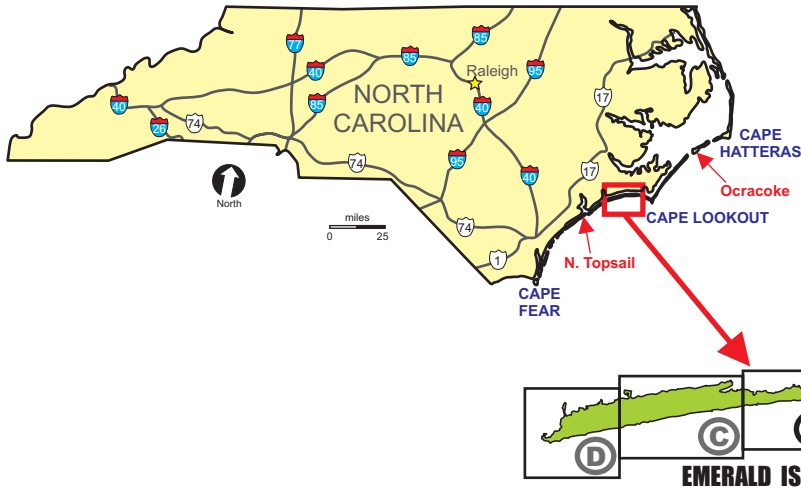 77
85
85
40
Raleigh
95
NORTH
CAROLINA
40
85
40
17
26
74
74
95
40
17
CAPE
HATTERAS
Ocracoke
North
miles
0 25
74
CAPE LOOKOUT
1
N. Topsail
CAPE
FEAR
D
C
EMERALD IS